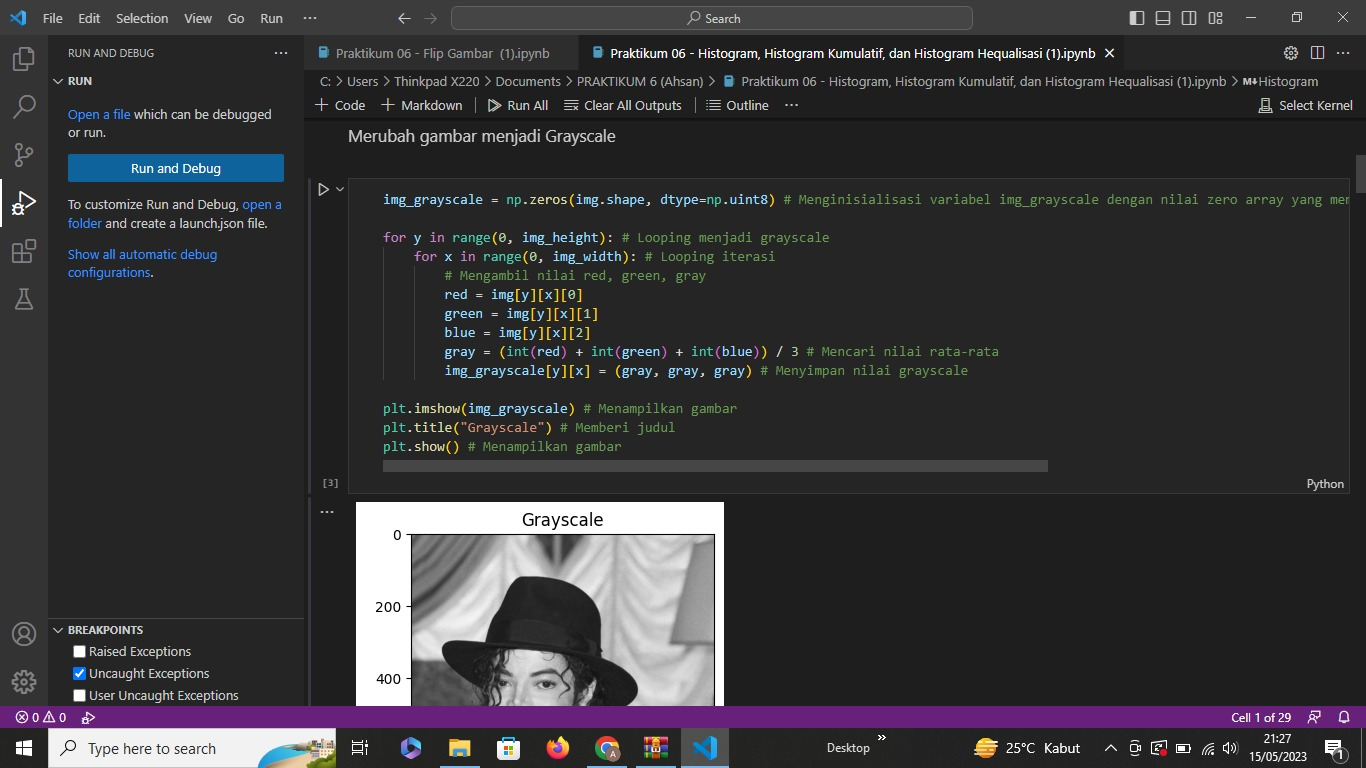 File Edit Selection View Go Run ··· Search
RUN AND DEBUG ···
Praktikum 06 - Flip Gambar (1).ipynb
Praktikum 06 - Histogram, Histogram Kumulatif, dan Histogram Hequalisasi (1).ipynb
C: > Users > Thinkpad X220 > Documents > PRAKTIKUM 6 (Ahsan) > Praktikum 06 - Histogram, Histogram Kumulatif, dan Histogram Hequalisasi (1).ipynb > M↓Histogram
+ Code + Markdown Run All Clear All Outputs Outline ··· Select Kernel
RUN
Open a file which can be debugged
or run.
Run and Debug
To customize Run and Debug, open a
folder and create a launch.json file.
Show all automatic debug
configurations.
Merubah gambar menjadi Grayscale
img_grayscale = np.zeros(img.shape, dtype=np.uint8) # Menginisialisasi variabel img_grayscale dengan nilai zero array yang mem
for y in range(0, img_height): # Looping menjadi grayscale
for x in range(0, img_width): # Looping iterasi
# Mengambil nilai red, green, gray
red = img[y][x][0]
green = img[y][x][1]
blue = img[y][x][2]
gray = (int(red) + int(green) + int(blue)) / 3 # Mencari nilai rata-rata
img_grayscale[y][x] = (gray, gray, gray) # Menyimpan nilai grayscale
plt.imshow(img_grayscale) # Menampilkan gambar
plt.title("Grayscale") # Memberi judul
plt.show() # Menampilkan gambar
[3]
Python
···
Grayscale
0
200
400
BREAKPOINTS
Raised Exceptions
Uncaught Exceptions
User Uncaught Exceptions
0 0
Cell 1 of 29
Type here to search
Desktop
25°C Kabut
21:27
15/05/2023
1